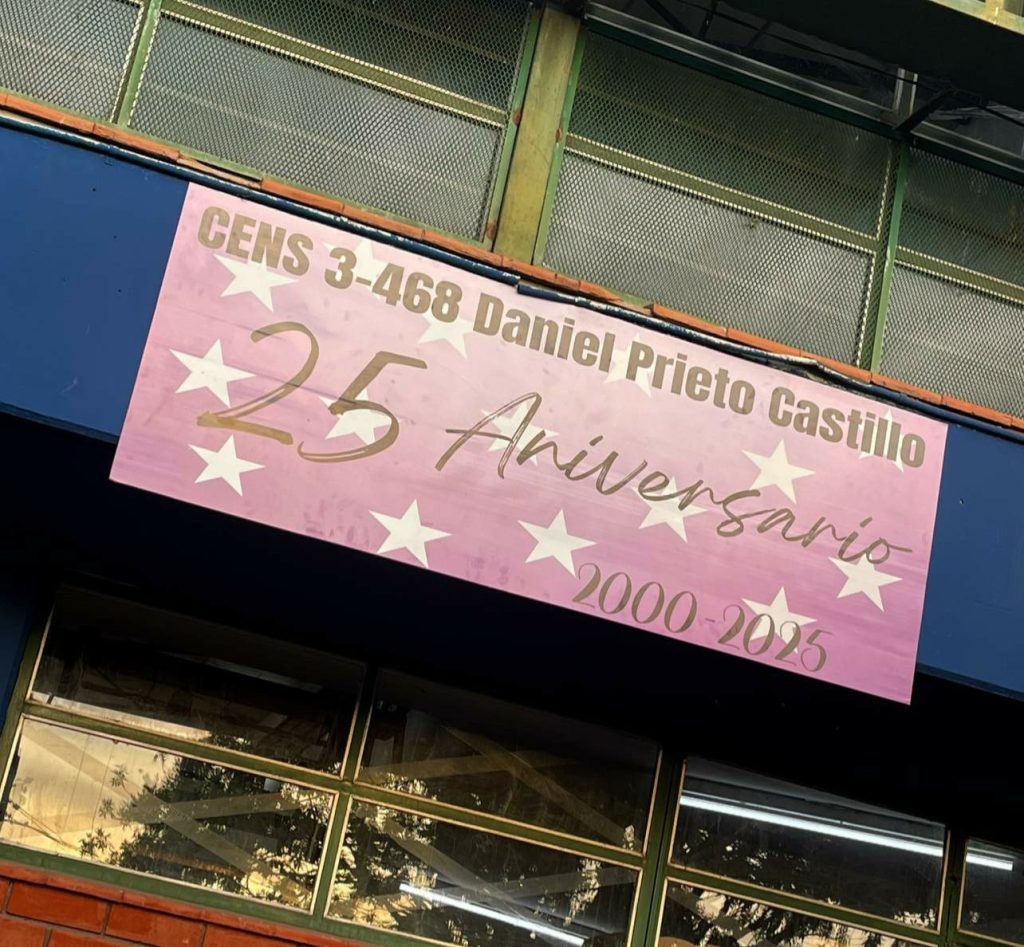 CENS 3-468 Daniel Prieto Castillo
25 Aniversario
2000-2025